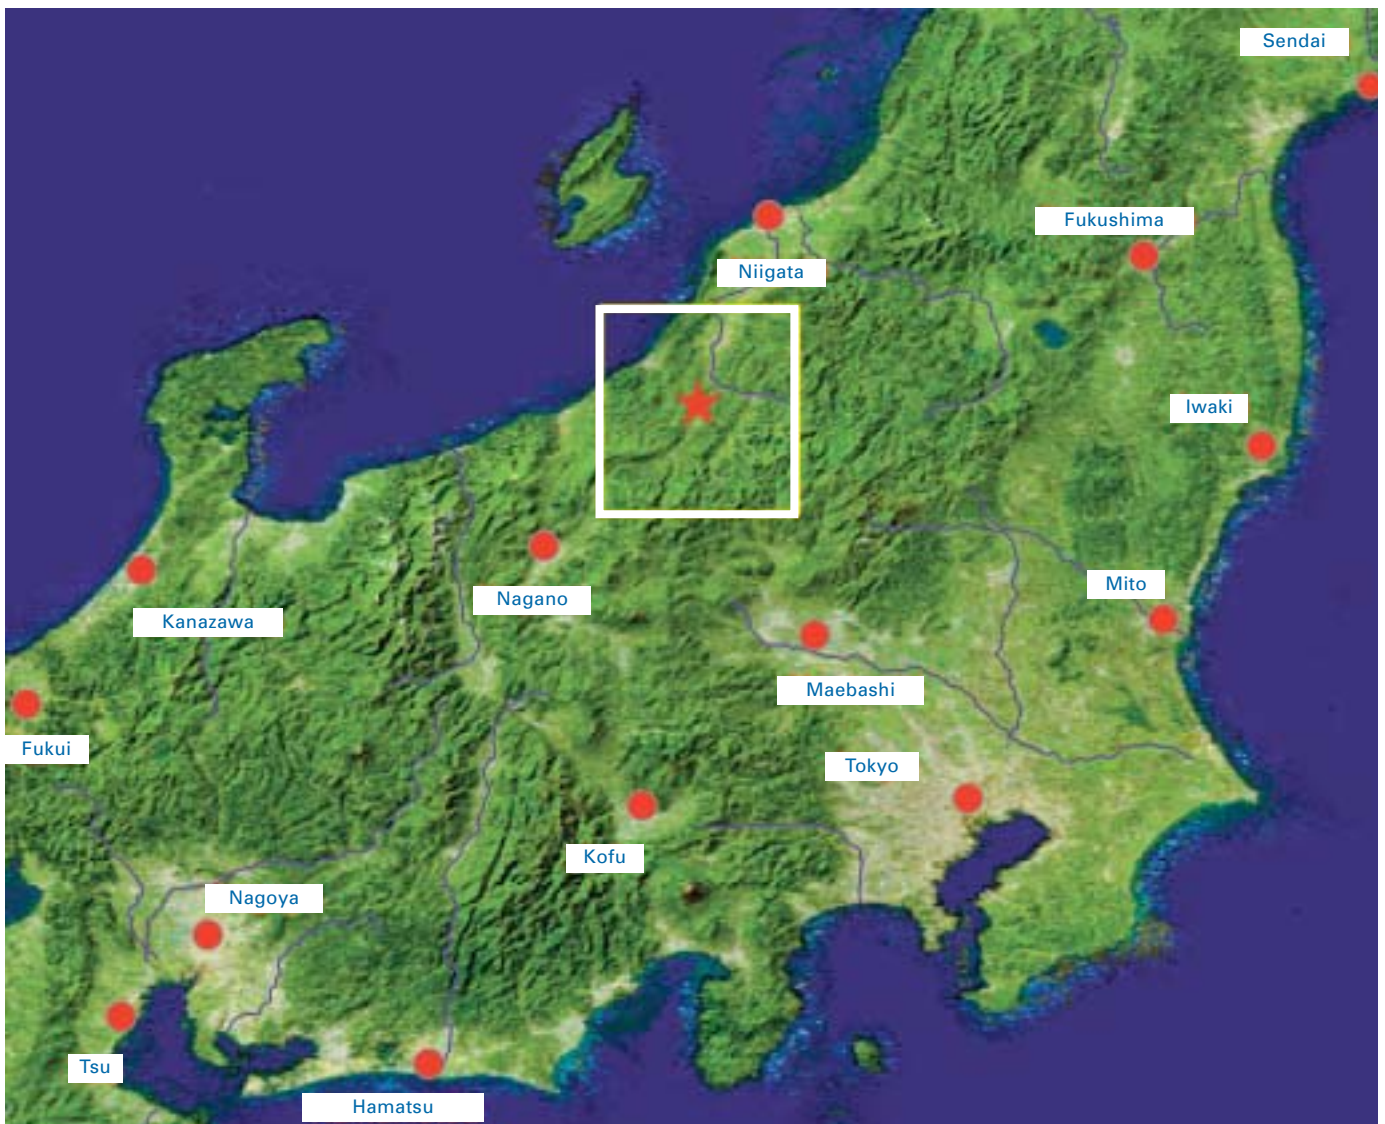 Sendai
Fukushima
Niigata
Iwaki
Mito
Nagano
Kanazawa
Maebashi
Fukui
Tokyo
Kofu
Nagoya
Tsu
Hamatsu